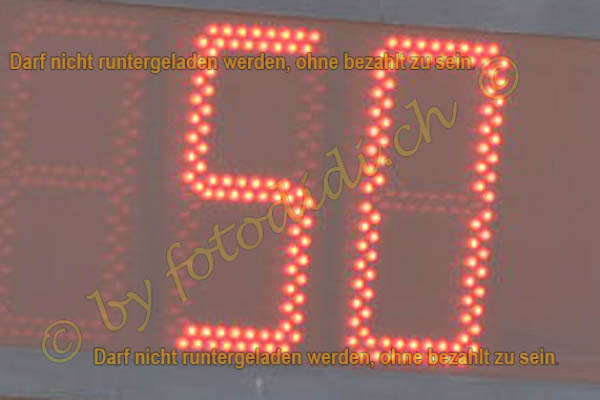 Darf nicht runtergeladen werden, ohne bezahlt zu sein.
50
© by fotodidi.ch ©
Darf nicht runtergeladen werden, ohne bezahlt zu sein.